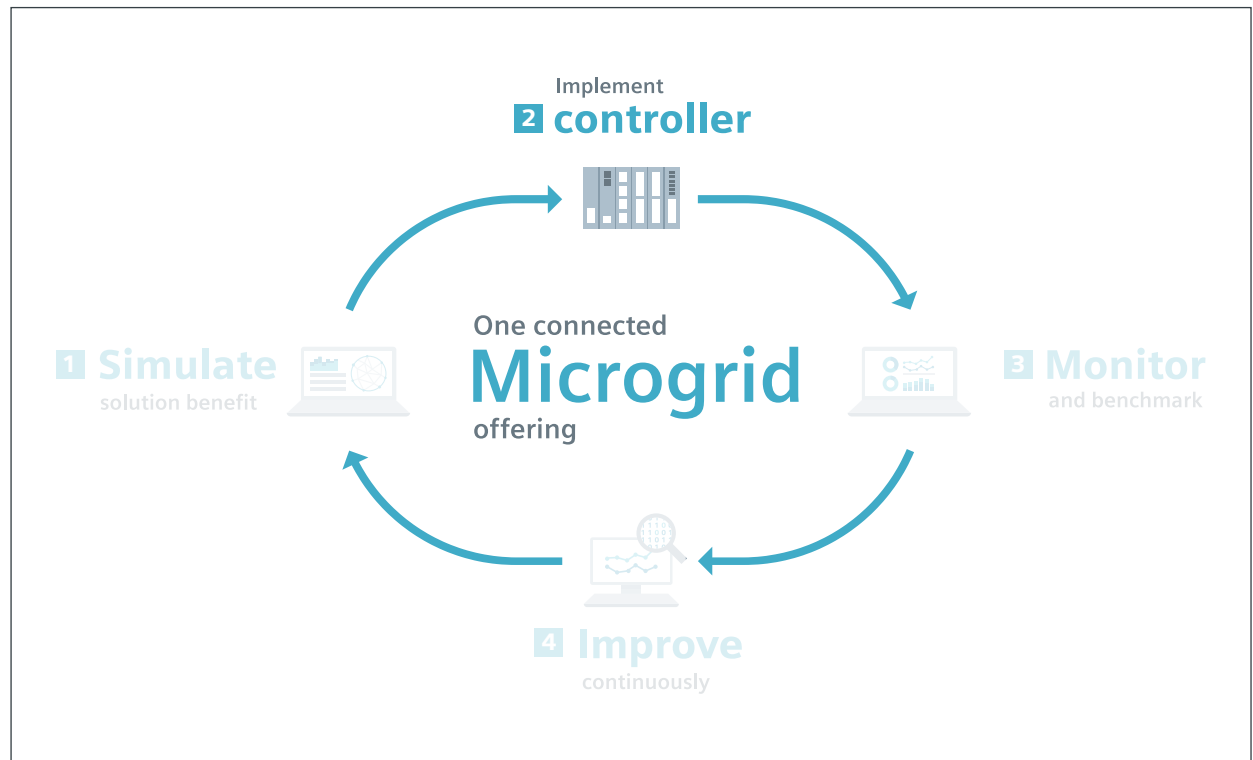 Implement
2 controller
One connected
Microgrid
offering
1 Simulate
solution benefit
3 Monitor
and benchmark
4 Improve
continuously